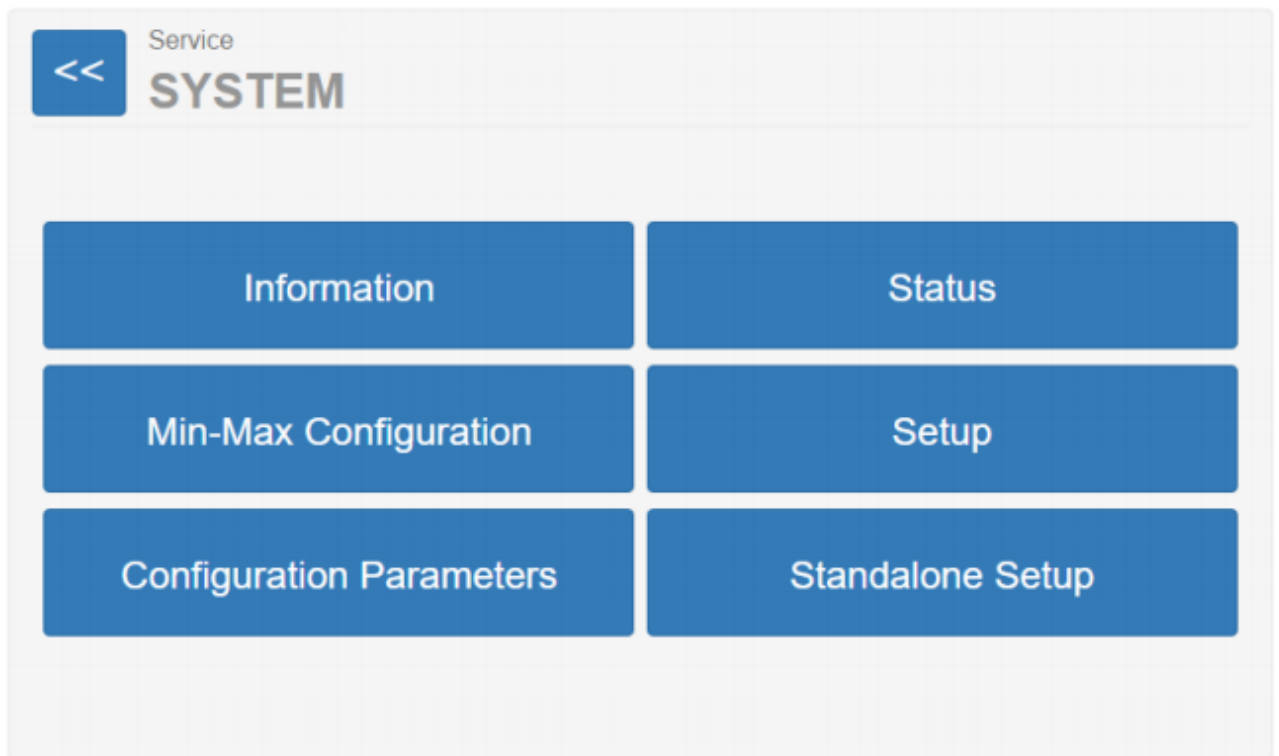 <<
Service
SYSTEM
Information
Status
Min-Max Configuration
Setup
Configuration Parameters
Standalone Setup